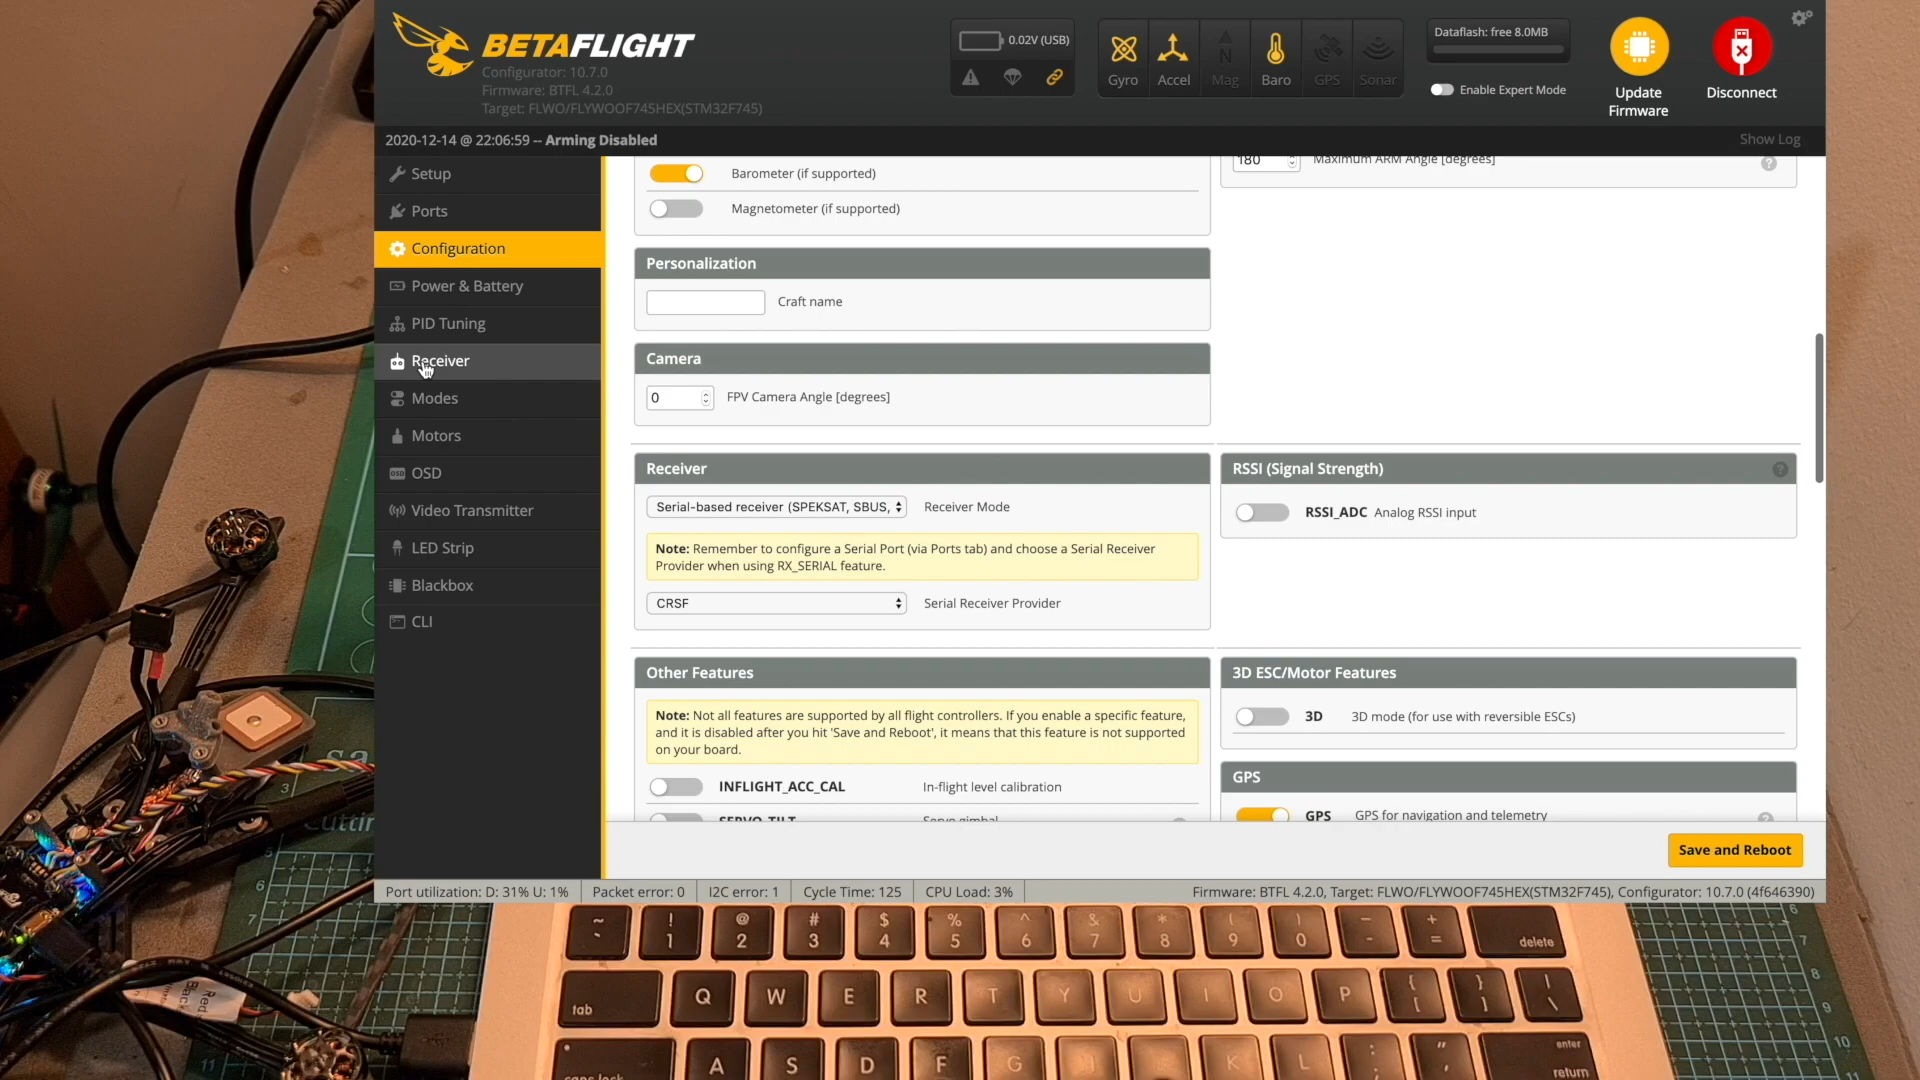 BETAFLIGHT
Configurator: 10.7.0
Firmware: BTFL 4.2.0
Target: FLWO/FLYWOOF745HEX(STM32F745)
0.02V (USB)
Gyro
Accel
Mag
Baro
GPS
Sonar
Dataflash: free 8.0MB
Enable Expert Mode
Update
Firmware
Disconnect
2020-12-14 @ 22:06:59 -- Arming Disabled
Show Log
Setup
Ports
Configuration
Power & Battery
PID Tuning
Receiver
Modes
Motors
OSD
Video Transmitter
LED Strip
Blackbox
CLI
Barometer (if supported)
Magnetometer (if supported)
180
Maximum ARM Angle [degrees]
Personalization
Craft name
Camera
0
FPV Camera Angle [degrees]
Receiver
Serial-based receiver (SPEKSAT, SBUS,
Receiver Mode
Note: Remember to configure a Serial Port (via Ports tab) and choose a Serial Receiver
Provider when using RX_SERIAL feature.
CRSF
Serial Receiver Provider
RSSI (Signal Strength)
RSSI_ADC Analog RSSI input
Other Features
Note: Not all features are supported by all flight controllers. If you enable a specific feature,
and it is disabled after you hit 'Save and Reboot', it means that this feature is not supported
on your board.
INFLIGHT_ACC_CAL
In-flight level calibration
SERVO_TILT
Servo gimbal
3D ESC/Motor Features
3D
3D mode (for use with reversible ESCs)
GPS
GPS
GPS for navigation and telemetry
Save and Reboot
Port utilization: D: 31% U: 1%
Packet error: 0
I2C error: 1
Cycle Time: 125
CPU Load: 3%
Firmware: BTFL 4.2.0, Target: FLWO/FLYWOOF745HEX(STM32F745), Configurator: 10.7.0 (4f646390)
~ ! @ # $ % ^ & * ( ) _ +
1 2 3 4 5 6 7 8 9 0 - =
delete
tab
Q W E R T Y U I O P { } |
[ ] \
A S D F G H J K L : "
; '
caps lock
enter
return